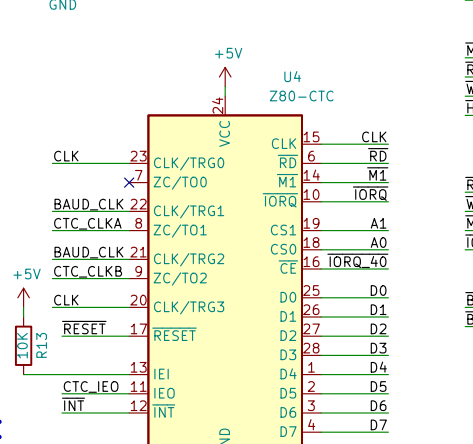 GND
+5V
U4
Z80-CTC
24
VCC
CLK 23 CLK/TRG0
7 ZC/TO0
BAUD_CLK 22 CLK/TRG1
CTC_CLKA 8 ZC/TO1
BAUD_CLK 21 CLK/TRG2
CTC_CLKB 9 ZC/TO2
CLK 20 CLK/TRG3
RESET 17 RESET
+5V
10K
R13
13 IEI
CTC_IEO 11 IEO
INT 12 INT
CLK 15 CLK
RD 6 RD
M1 14 M1
IORQ 10 IORQ
CS1 19 A1
CS0 18 A0
CE 16 IORQ_40
D0 25 D0
D1 26 D1
D2 27 D2
D3 28 D3
D4 1 D4
D5 2 D5
D6 3 D6
D7 4 D7